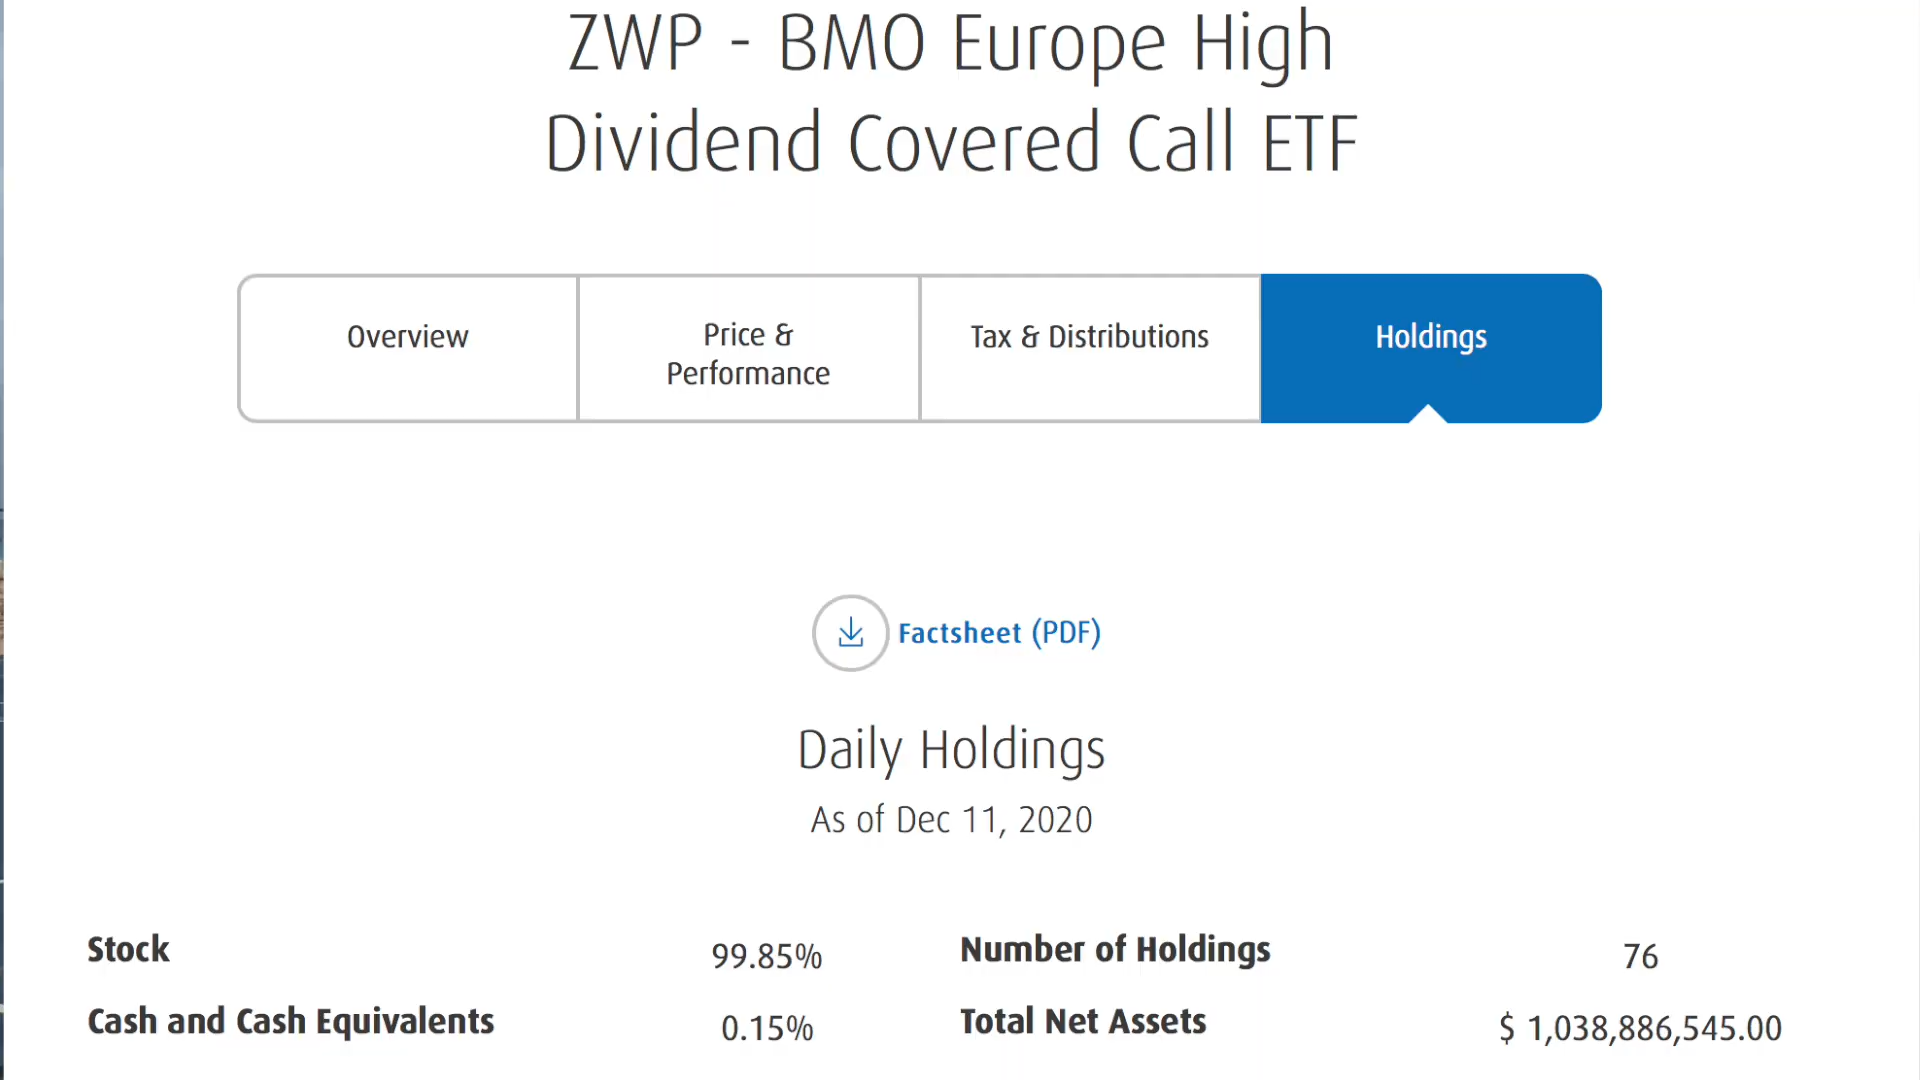 ZWP - BMO Europe High
Dividend Covered Call ETF
Overview
Price &
Performance
Tax & Distributions
Holdings
Factsheet (PDF)
Daily Holdings
As of Dec 11, 2020
Stock 99.85% Number of Holdings 76
Cash and Cash Equivalents 0.15% Total Net Assets $ 1,038,886,545.00